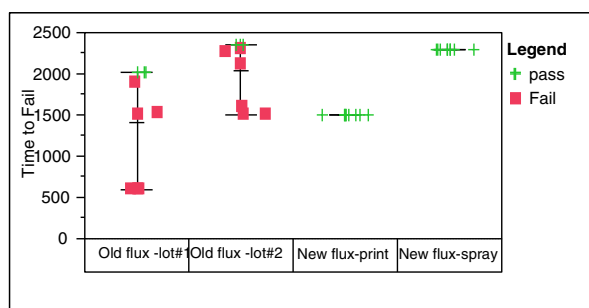 2500
2000
1500
1000
500
0
Time to Fail
Old flux -lot#1
Old flux -lot#2
New flux-print
New flux-spray
Legend
pass
Fail